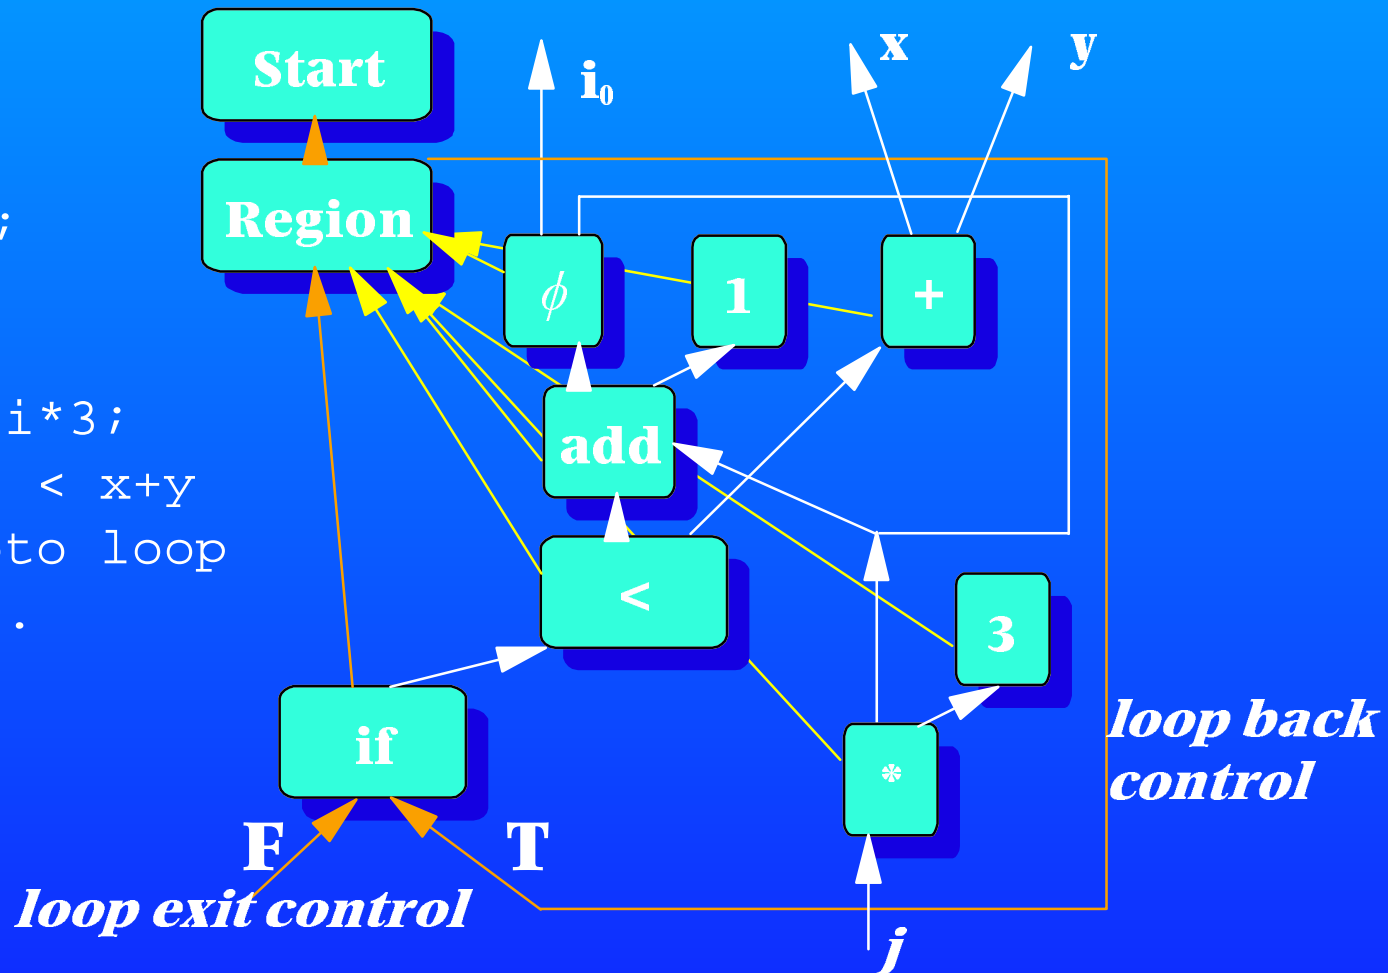 Start
i₀
x
y
Region
;
ϕ
1
+
i*3;
add
< x+y
to loop
<
.
3
if
*
loop back
control
F
T
loop exit control
j